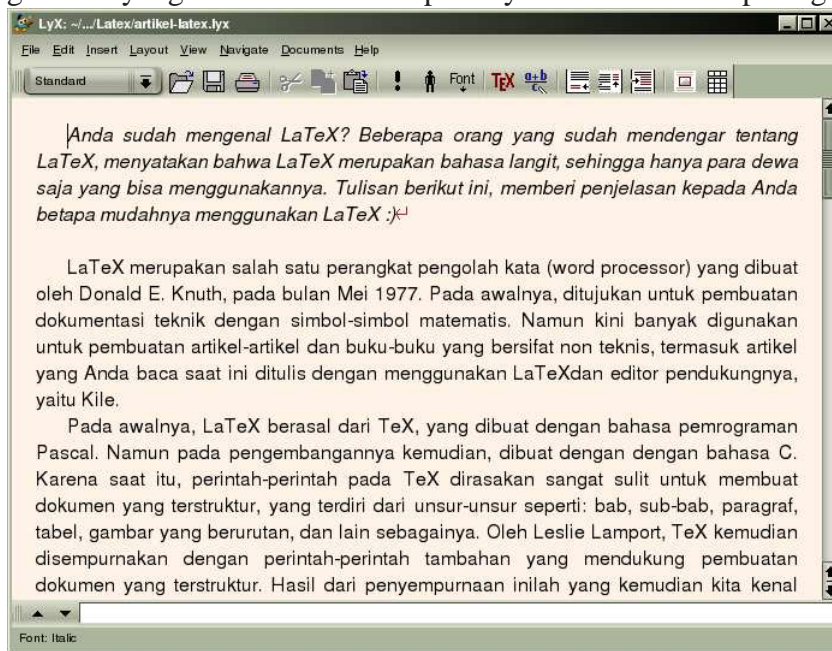 LyX: ~/.../Latex/artikel-latex.lyx
File Edit Insert Layout View Navigate Documents Help
Standard Font TEX a+b c
Anda sudah mengenal LaTeX? Beberapa orang yang sudah mendengar tentang
LaTeX, menyatakan bahwa LaTeX merupakan bahasa langit, sehingga hanya para dewa
saja yang bisa menggunakannya. Tulisan berikut ini, memberi penjelasan kepada Anda
betapa mudahnya menggunakan LaTeX :)
LaTeX merupakan salah satu perangkat pengolah kata (word processor) yang dibuat
oleh Donald E. Knuth, pada bulan Mei 1977. Pada awalnya, ditujukan untuk pembuatan
dokumentasi teknik dengan simbol-simbol matematis. Namun kini banyak digunakan
untuk pembuatan artikel-artikel dan buku-buku yang bersifat non teknis, termasuk artikel
yang Anda baca saat ini ditulis dengan menggunakan LaTeXdan editor pendukungnya,
yaitu Kile.
Pada awalnya, LaTeX berasal dari TeX, yang dibuat dengan bahasa pemrograman
Pascal. Namun pada pengembangannya kemudian, dibuat dengan dengan bahasa C.
Karena saat itu, perintah-perintah pada TeX dirasakan sangat sulit untuk membuat
dokumen yang terstruktur, yang terdiri dari unsur-unsur seperti: bab, sub-bab, paragraf,
tabel, gambar yang berurutan, dan lain sebagainya. Oleh Leslie Lamport, TeX kemudian
disempurnakan dengan perintah-perintah tambahan yang mendukung pembuatan
dokumen yang terstruktur. Hasil dari penyempurnaan inilah yang kemudian kita kenal
Font: Italic